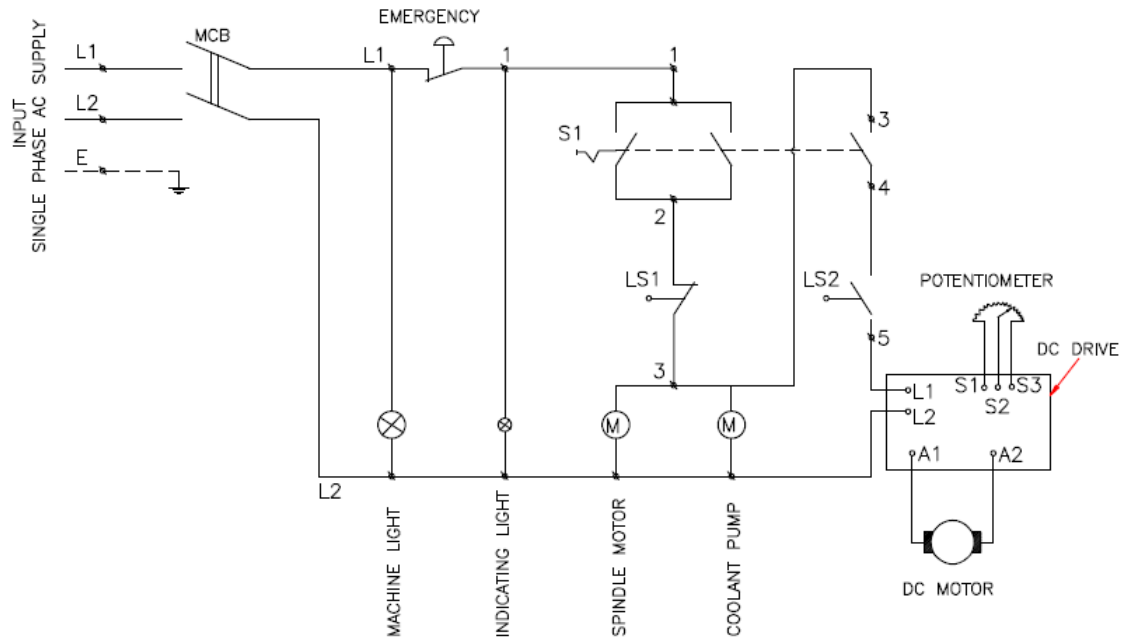 EMERGENCY
MCB
L1
L1
1
1
INPUT
SINGLE PHASE AC SUPPLY
L2
3
S1
E
4
2
LS1
LS2
POTENTIOMETER
5
DC DRIVE
3
L1
S1
S3
L2
S2
M
M
A1
A2
L2
MACHINE LIGHT
INDICATING LIGHT
SPINDLE MOTOR
COOLANT PUMP
DC MOTOR